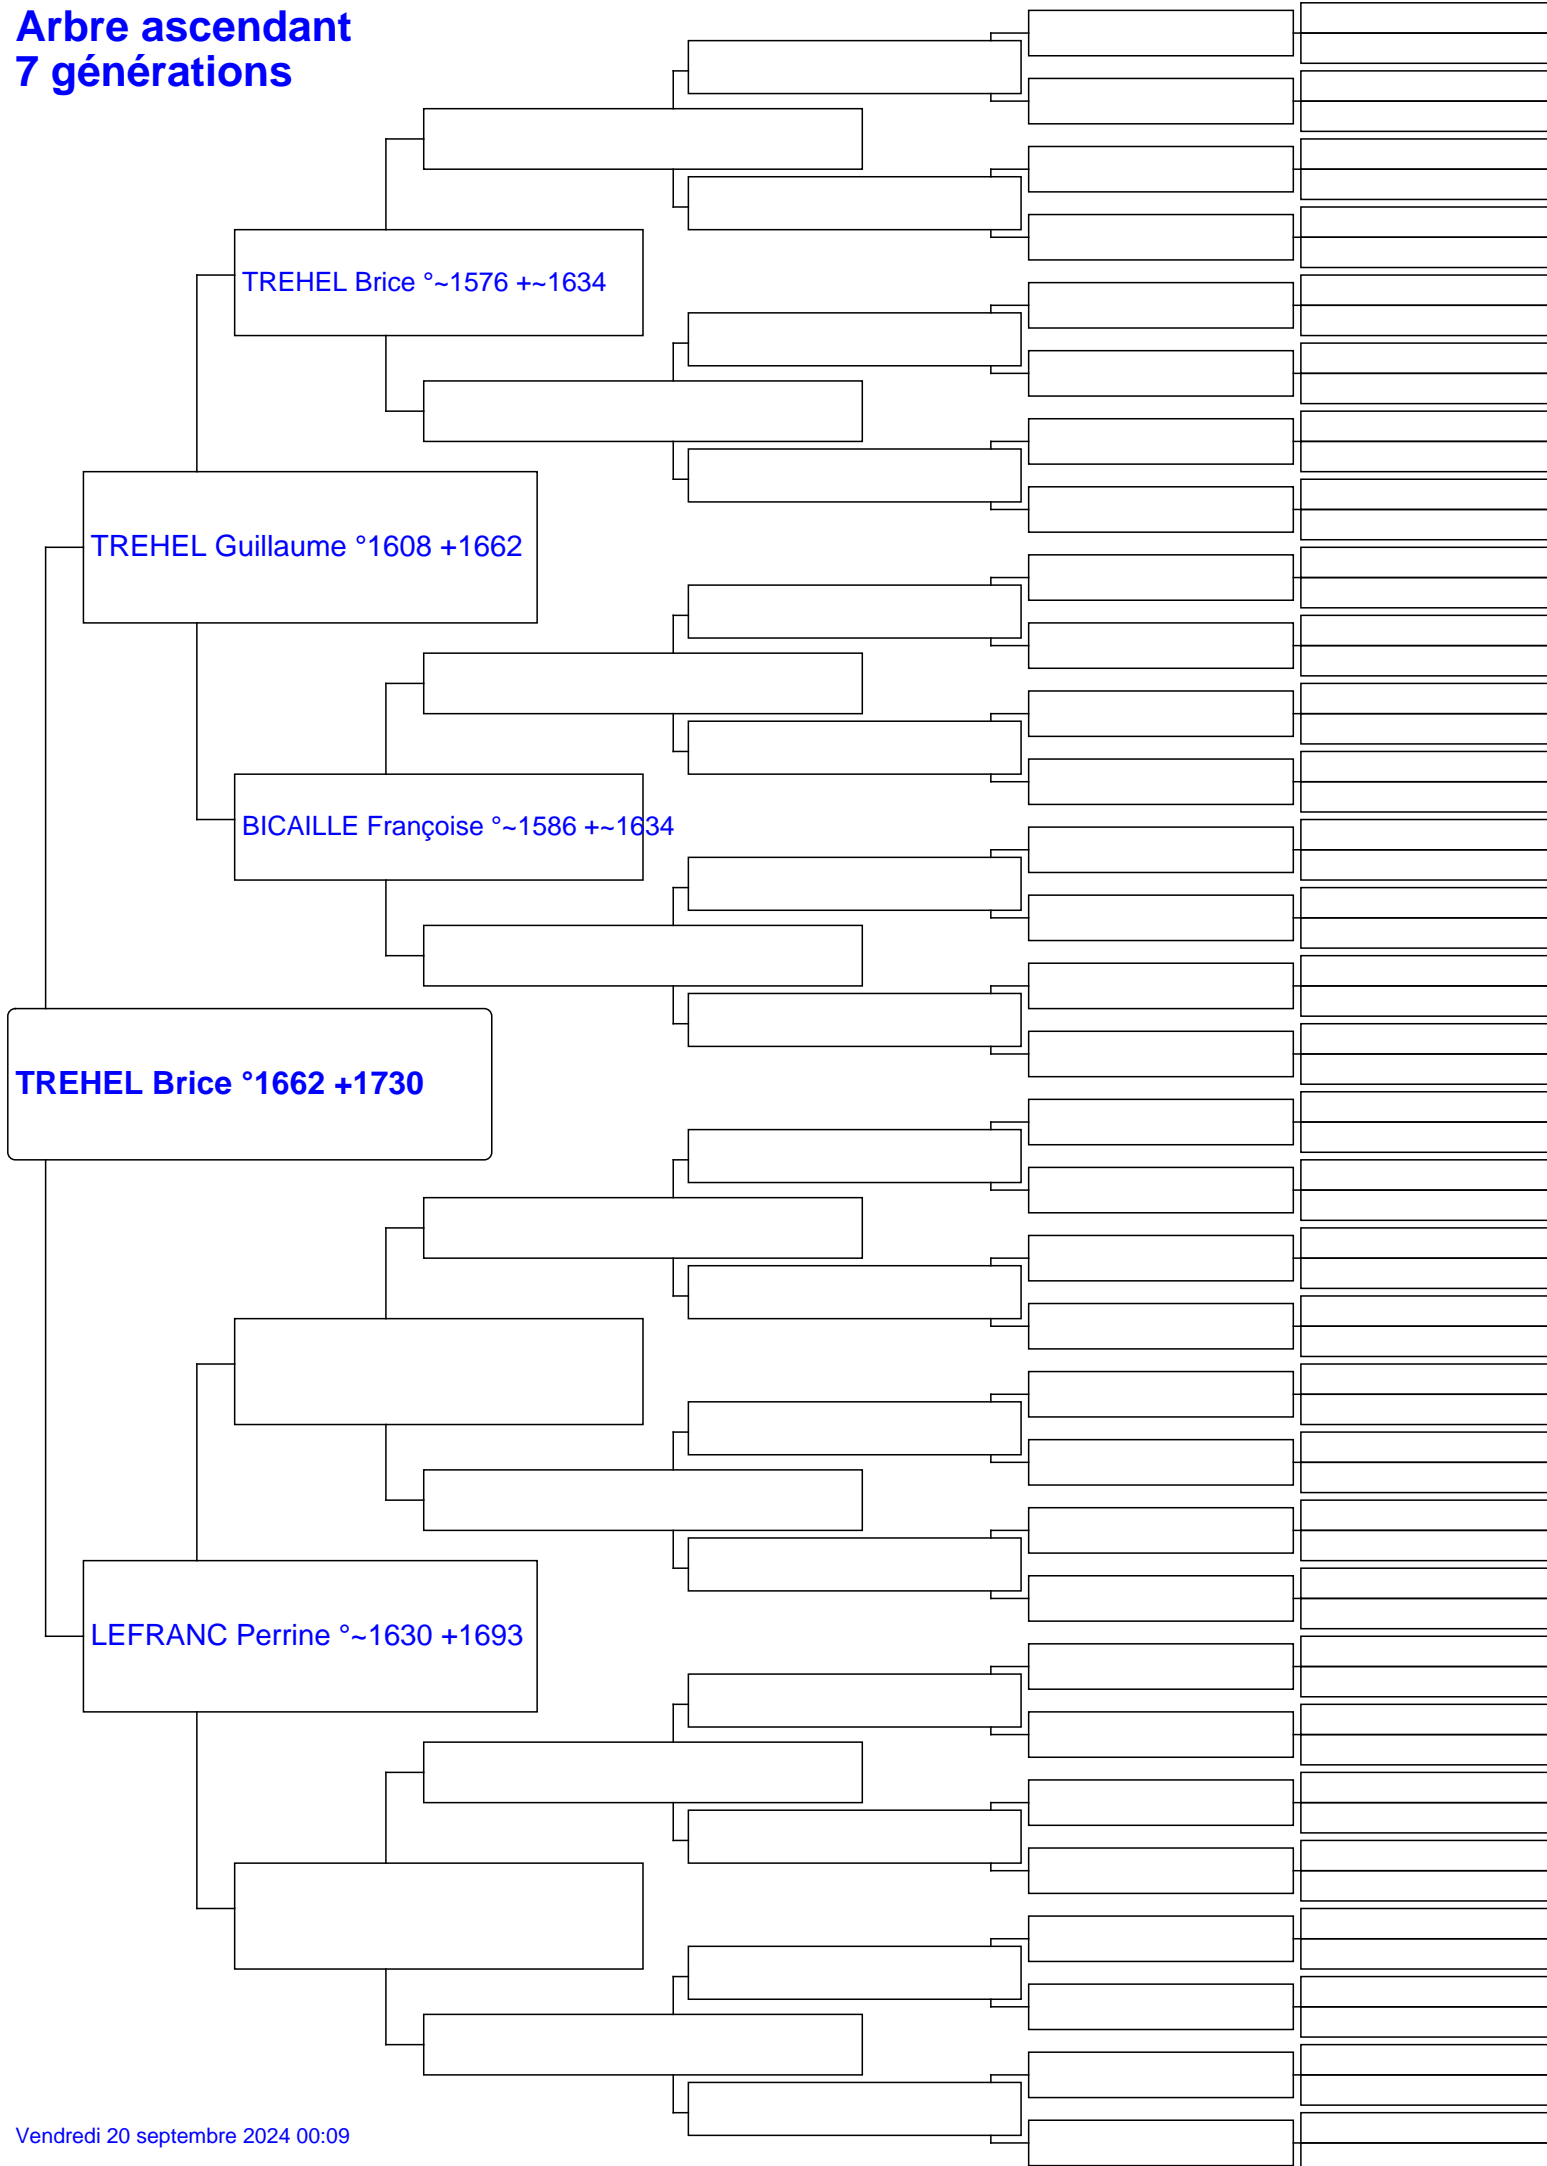 Arbre ascendant
7 générations
TREHEL Brice °~1576 +~1634
TREHEL Guillaume °1608 +1662
BICAILLE Françoise °~1586 +~1634
TREHEL Brice °1662 +1730
LEFRANC Perrine °~1630 +1693
Vendredi 20 septembre 2024 00:09